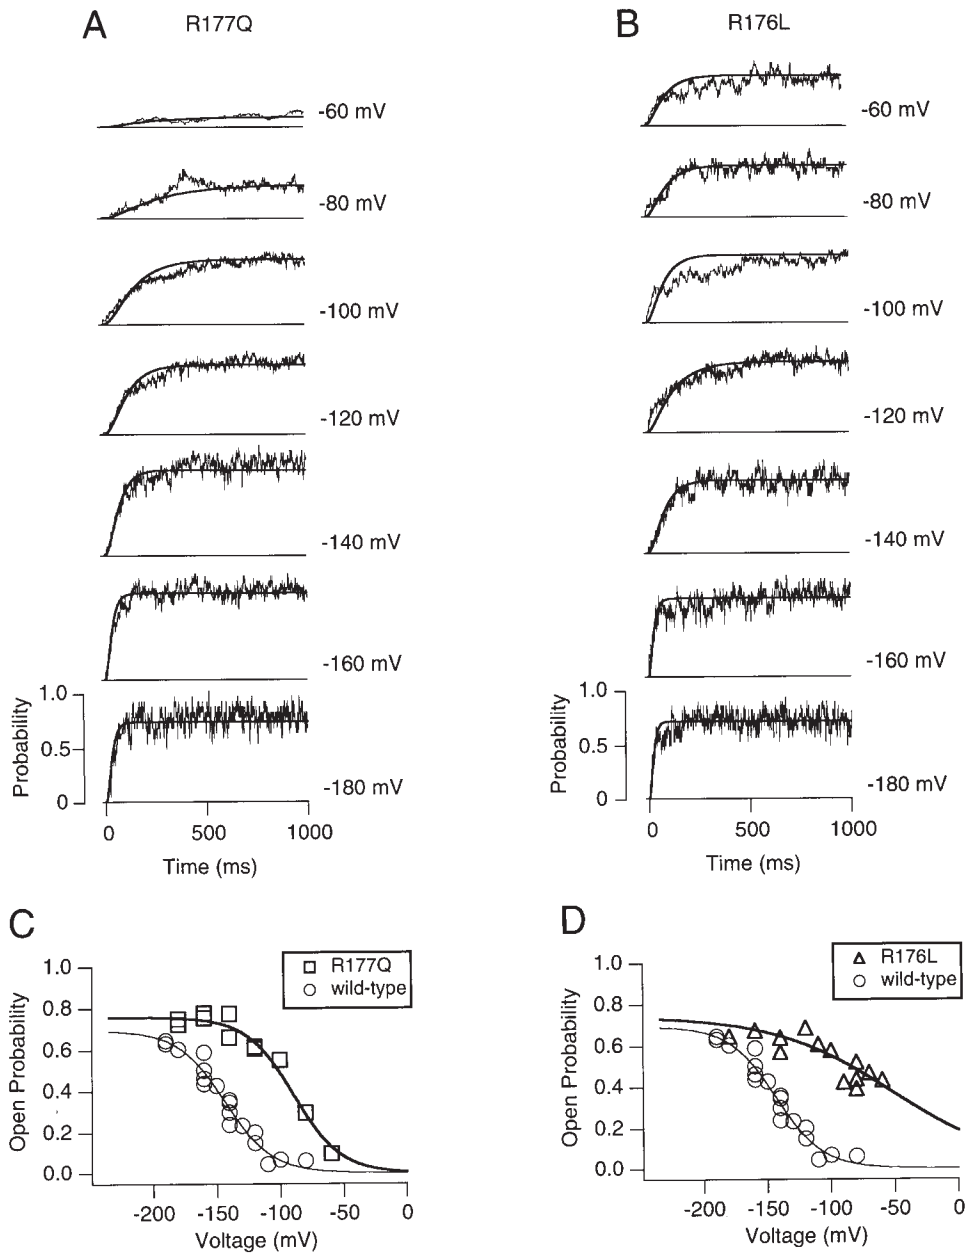 A
R177Q
-60 mV
-80 mV
-100 mV
-120 mV
-140 mV
-160 mV
-180 mV
Probability
1.0
0.5
0
0
500
1000
Time (ms)
B
R176L
-60 mV
-80 mV
-100 mV
-120 mV
-140 mV
-160 mV
-180 mV
Probability
1.0
0.5
0
0
500
1000
Time (ms)
C
R177Q
wild-type
Open Probability
1.0
0.8
0.6
0.4
0.2
0.0
-200
-150
-100
-50
0
Voltage (mV)
D
R176L
wild-type
Open Probability
1.0
0.8
0.6
0.4
0.2
0.0
-200
-150
-100
-50
0
Voltage (mV)